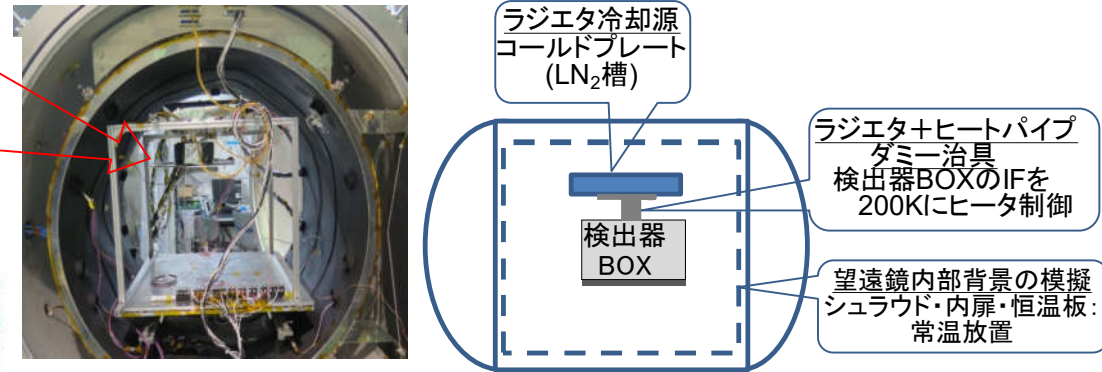 ラジエタ冷却源
コールドプレート
(LN₂槽)
ラジエタ＋ヒートパイプ
ダミー治具
検出器BOXのIFを
200Kにヒータ制御
検出器
BOX
望遠鏡内部背景の模擬
シュラウド・内扉・恒温板：
常温放置